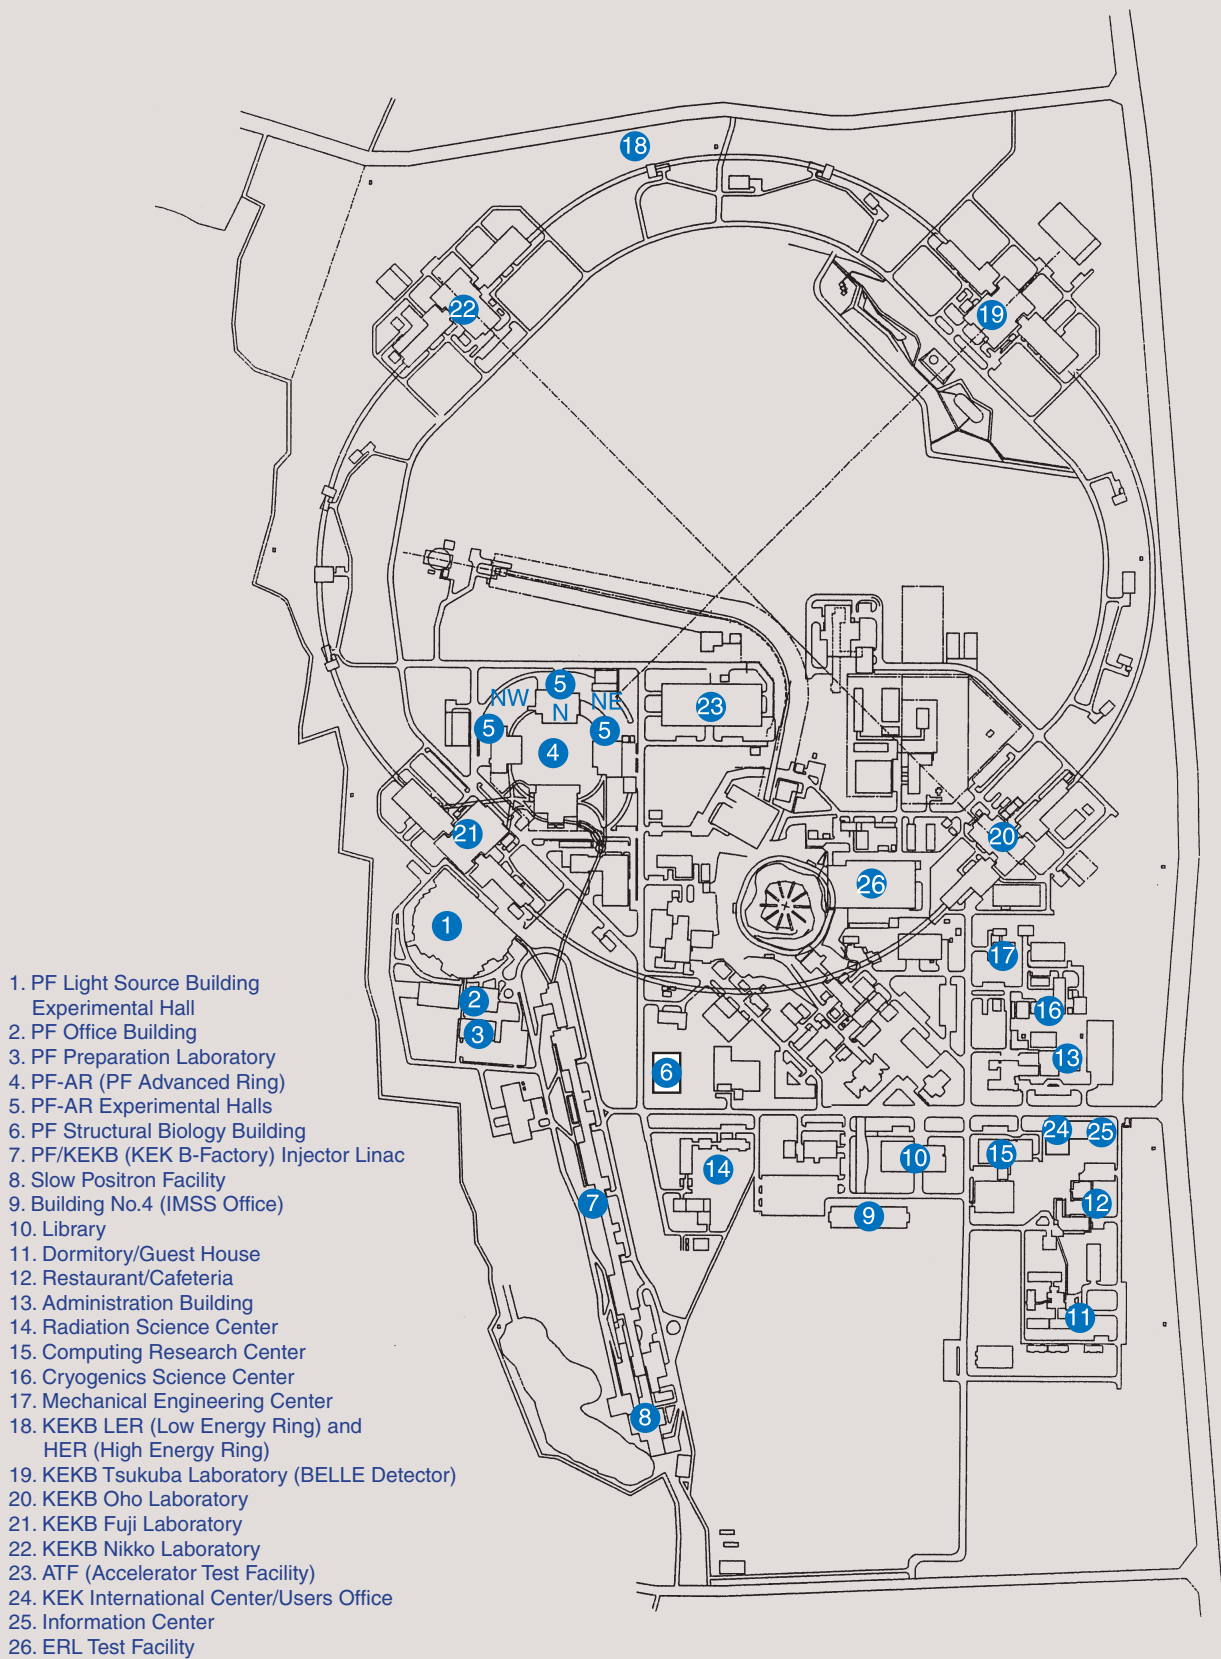 18
22
19
5
NW
NE
N
5
5
23
4
21
20
26
1
17
2
16
3
13
6
24
25
15
10
14
12
7
9
11
8
1. PF Light Source Building
Experimental Hall
2. PF Office Building
3. PF Preparation Laboratory
4. PF-AR (PF Advanced Ring)
5. PF-AR Experimental Halls
6. PF Structural Biology Building
7. PF/KEKB (KEK B-Factory) Injector Linac
8. Slow Positron Facility
9. Building No.4 (IMSS Office)
10. Library
11. Dormitory/Guest House
12. Restaurant/Cafeteria
13. Administration Building
14. Radiation Science Center
15. Computing Research Center
16. Cryogenics Science Center
17. Mechanical Engineering Center
18. KEKB LER (Low Energy Ring) and
HER (High Energy Ring)
19. KEKB Tsukuba Laboratory (BELLE Detector)
20. KEKB Oho Laboratory
21. KEKB Fuji Laboratory
22. KEKB Nikko Laboratory
23. ATF (Accelerator Test Facility)
24. KEK International Center/Users Office
25. Information Center
26. ERL Test Facility